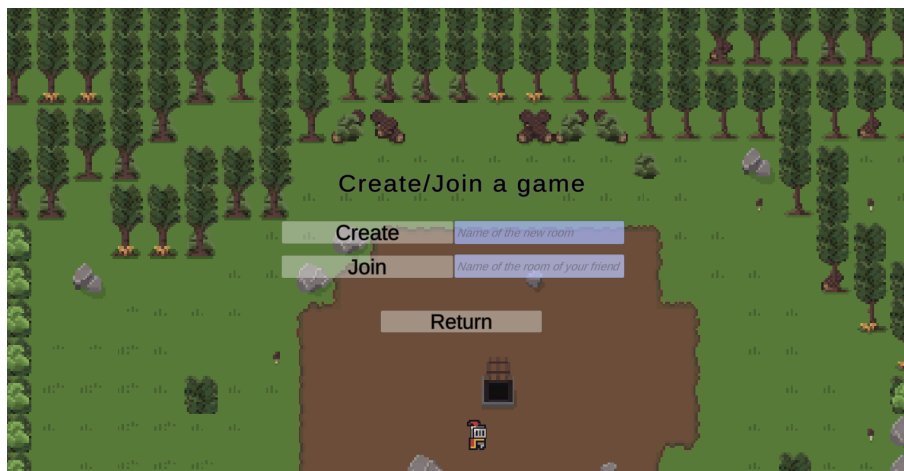 Create/Join a game
Create Name of the new room
Join Name of the room of your friend
Return